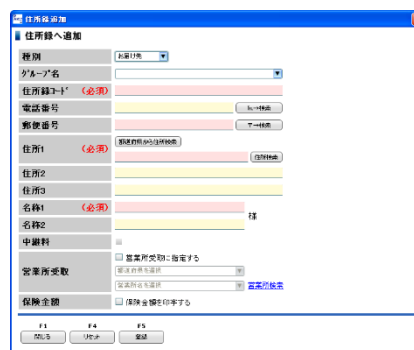 住所録追加
住所録へ追加
種別 お届け先
グループ名
住所録コード (必須)
電話番号 ℡→検索
郵便番号 〒→検索
都道府県から住所検索
住所1 (必須) 住所検索
住所2
住所3
名称1 (必須)
様
名称2
中継料
営業所受取に指定する
営業所受取 都道府県を選択
営業所名を選択 営業所検索
保険金額 保険金額を印字する
F1 F4 F5
閉じる リセット 登録